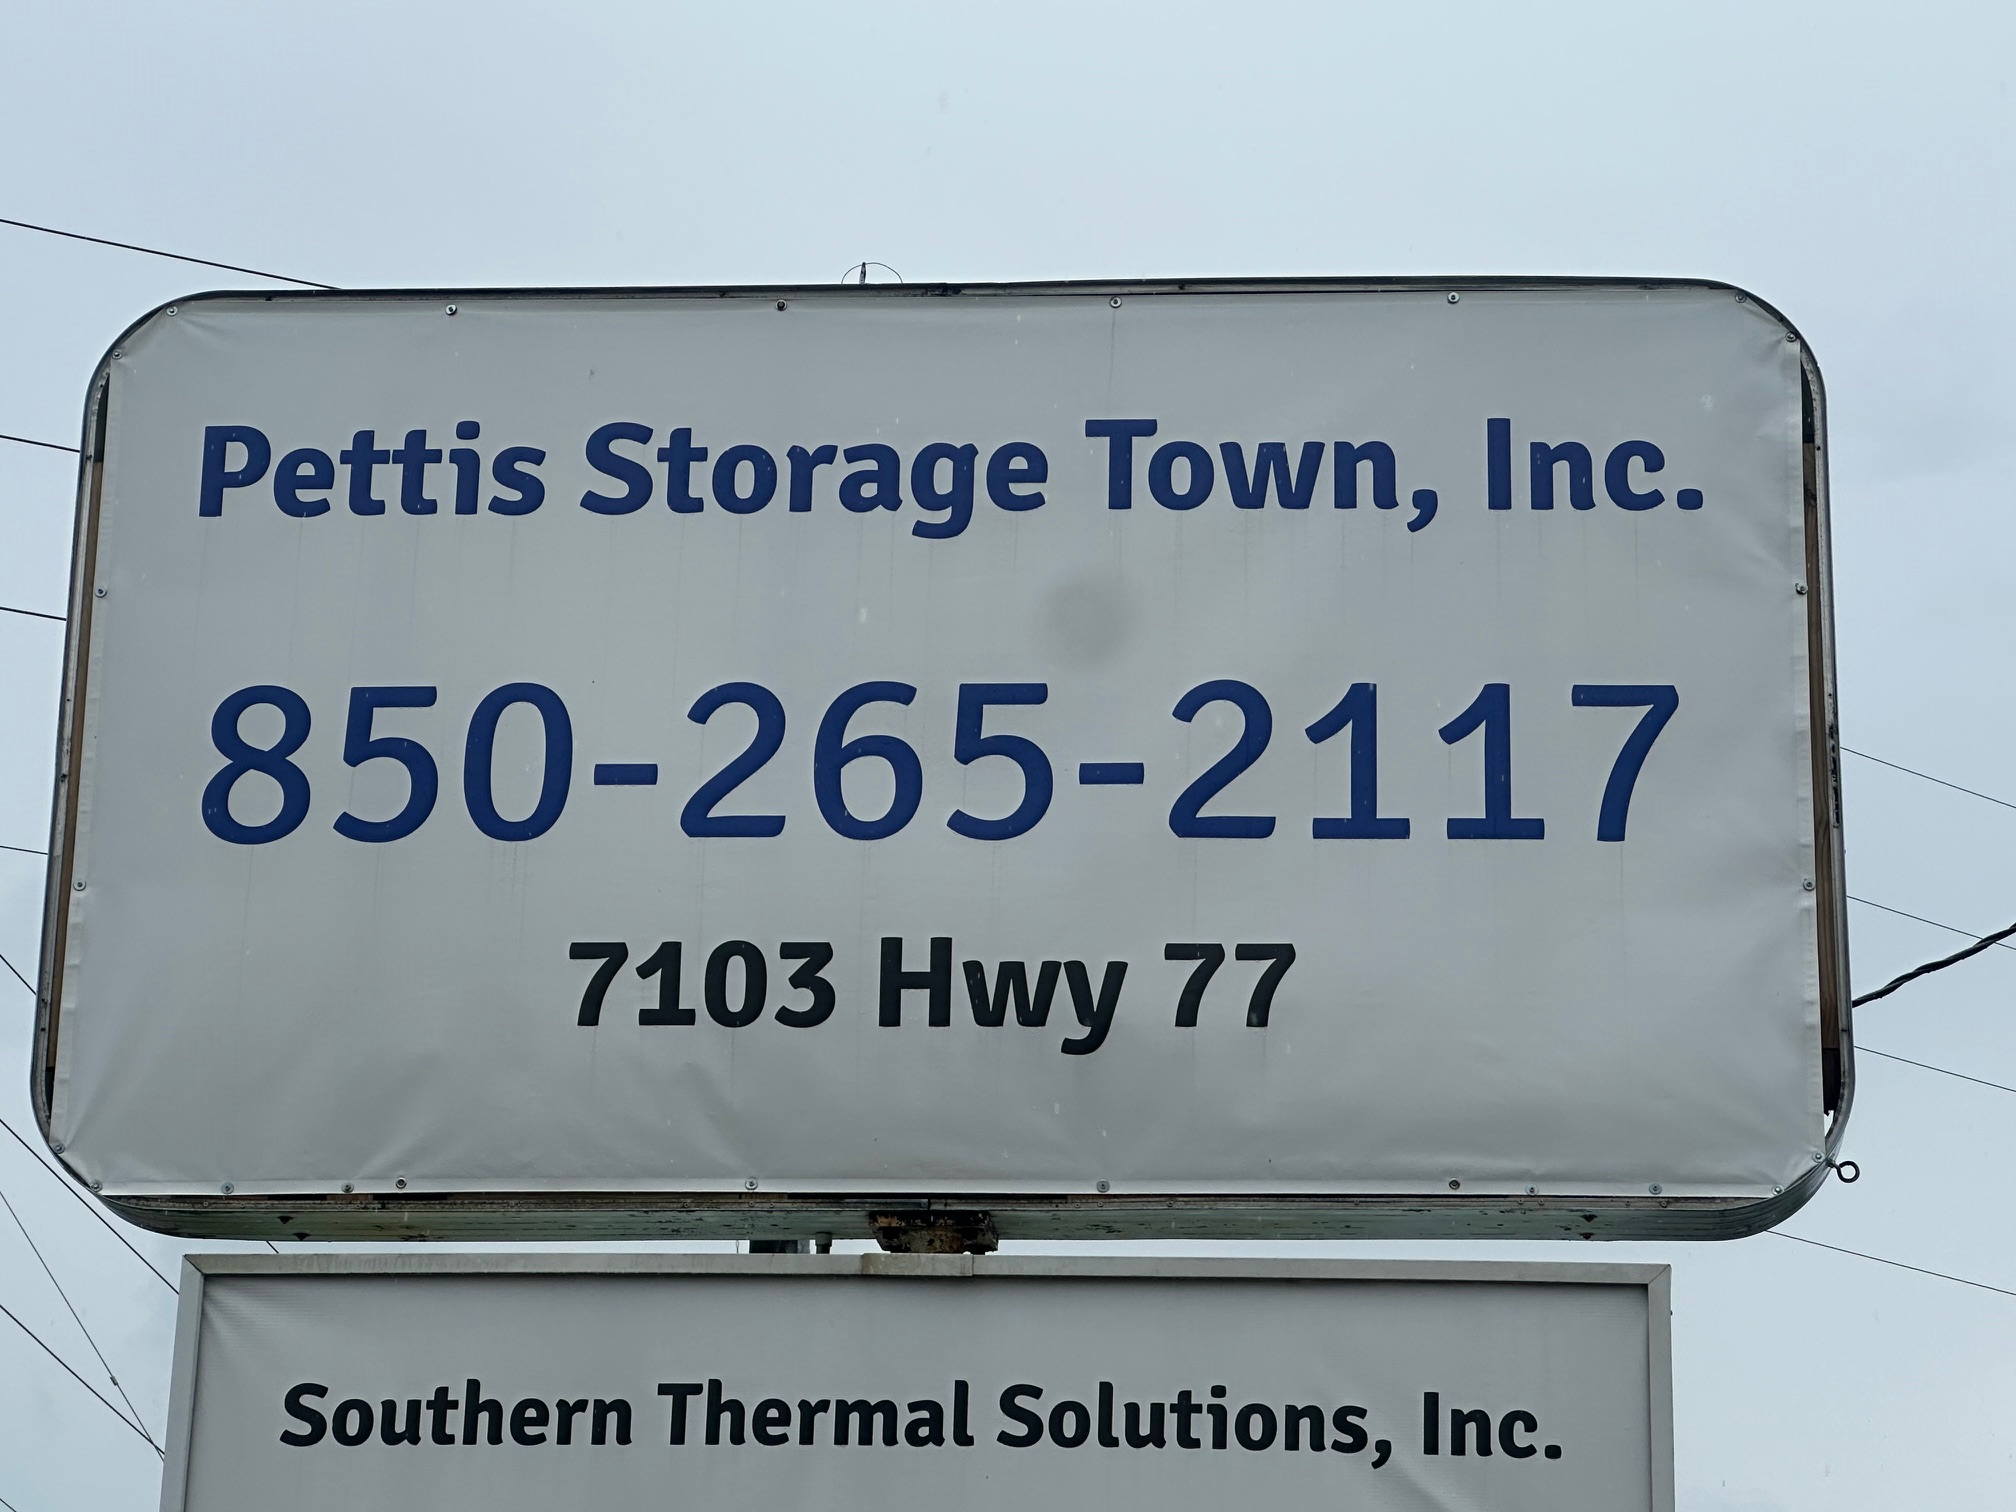 Pettis Storage Town, Inc.
850-265-2117
7103 Hwy 77
Southern Thermal Solutions, Inc.